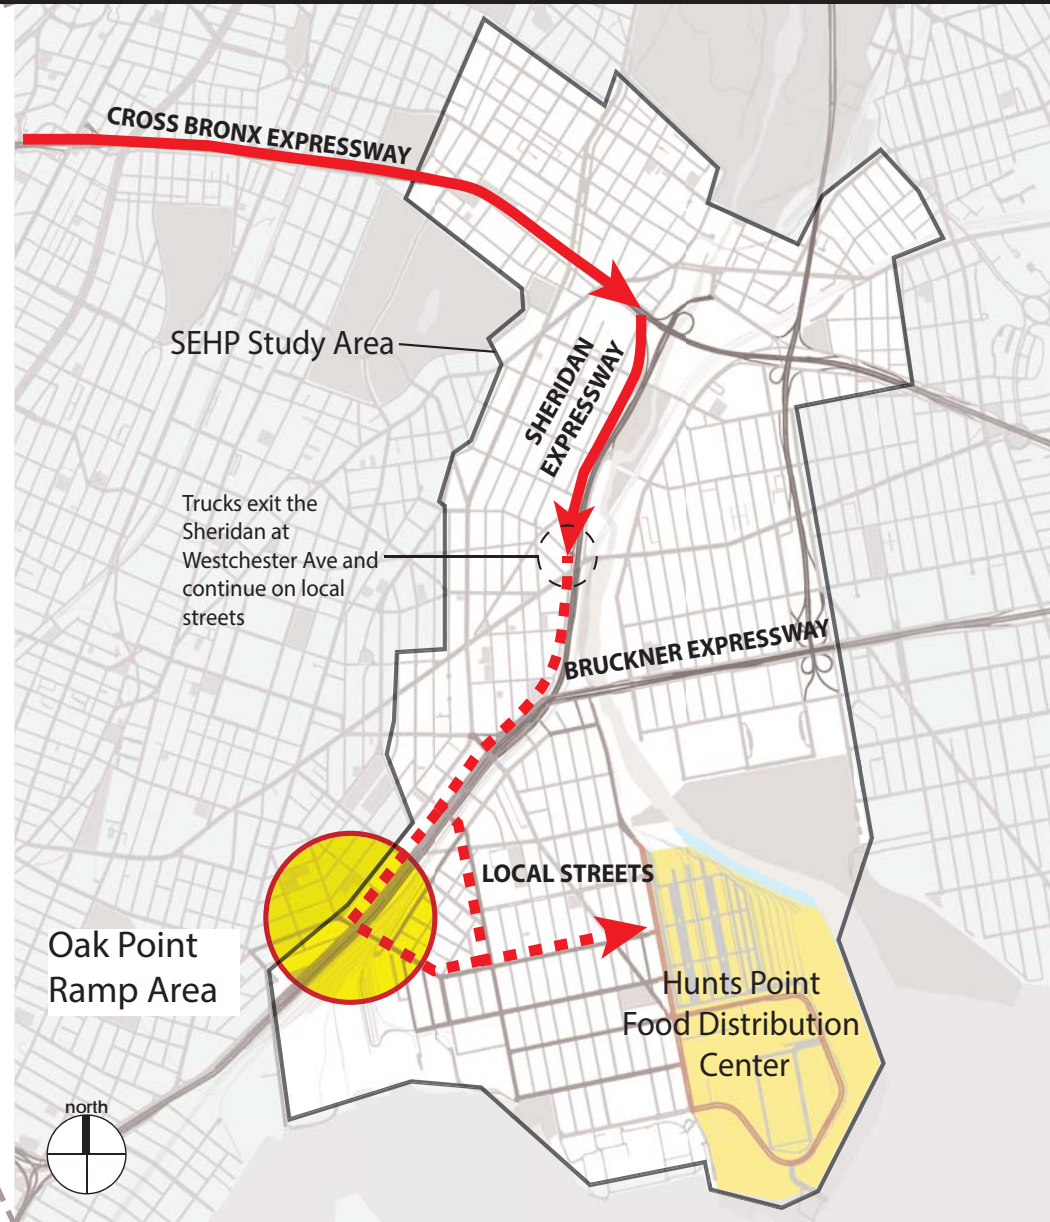 CROSS BRONX EXPRESSWAY
SEHP Study Area
SHERIDAN
EXPRESSWAY
Trucks exit the
Sheridan at
Westchester Ave and
continue on local
streets
BRUCKNER EXPRESSWAY
LOCAL STREETS
Oak Point
Ramp Area
Hunts Point
Food Distribution
Center
north